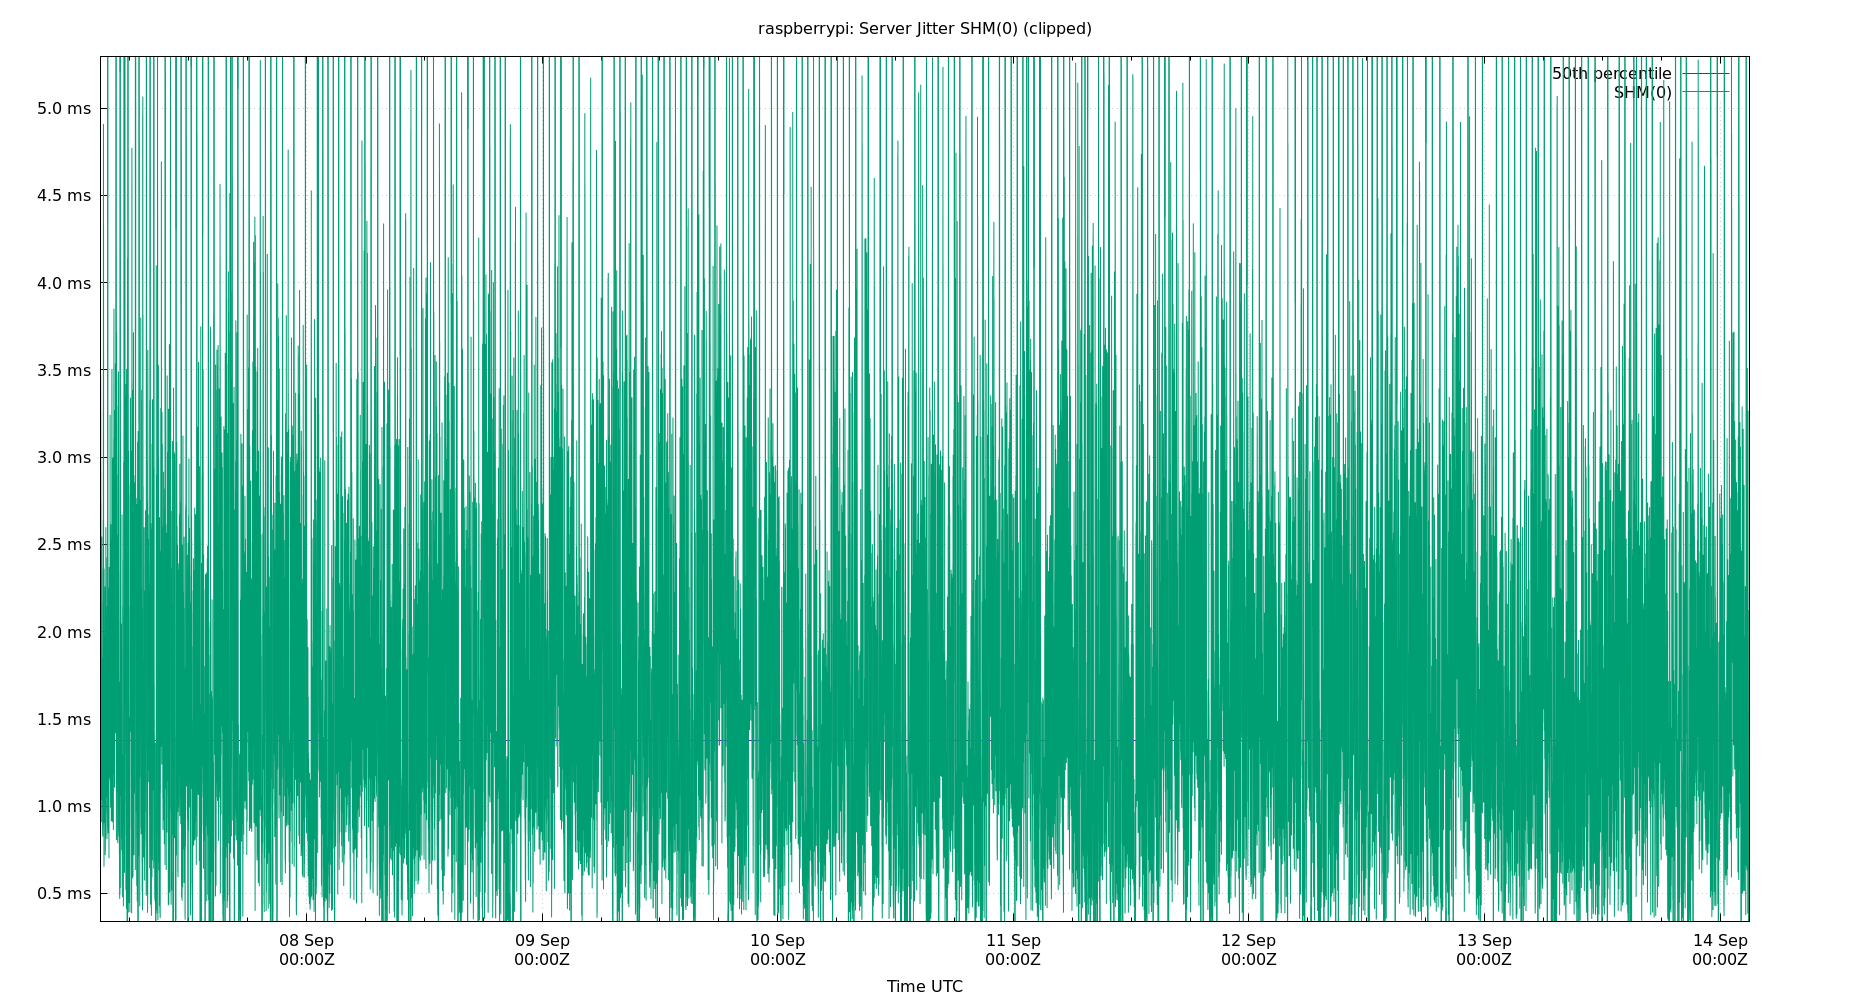 raspberrypi: Server Jitter SHM(0) (clipped)
50th percentile
SHM(0)
5.0 ms
4.5 ms
4.0 ms
3.5 ms
3.0 ms
2.5 ms
2.0 ms
1.5 ms
1.0 ms
0.5 ms
08 Sep 09 Sep 10 Sep 11 Sep 12 Sep 13 Sep 14 Sep
00:00Z 00:00Z 00:00Z 00:00Z 00:00Z 00:00Z 00:00Z
Time UTC